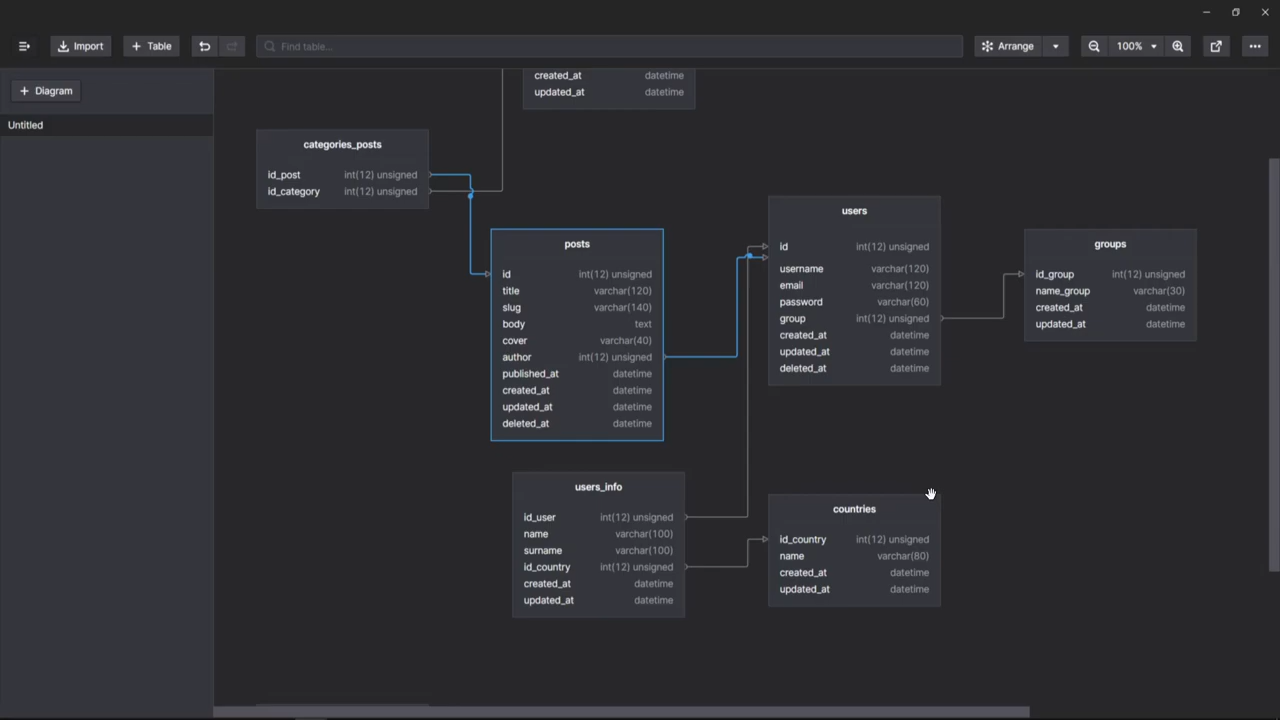 Import
+ Table
Find table...
Arrange
100%
+ Diagram
Untitled
created_at datetime
updated_at datetime
categories_posts
id_post int(12) unsigned
id_category int(12) unsigned
posts
id int(12) unsigned
title varchar(120)
slug varchar(140)
body text
cover varchar(40)
author int(12) unsigned
published_at datetime
created_at datetime
updated_at datetime
deleted_at datetime
users
id int(12) unsigned
username varchar(120)
email varchar(120)
password varchar(60)
group int(12) unsigned
created_at datetime
updated_at datetime
deleted_at datetime
groups
id_group int(12) unsigned
name_group varchar(30)
created_at datetime
updated_at datetime
users_info
id_user int(12) unsigned
name varchar(100)
surname varchar(100)
id_country int(12) unsigned
created_at datetime
updated_at datetime
countries
id_country int(12) unsigned
name varchar(80)
created_at datetime
updated_at datetime